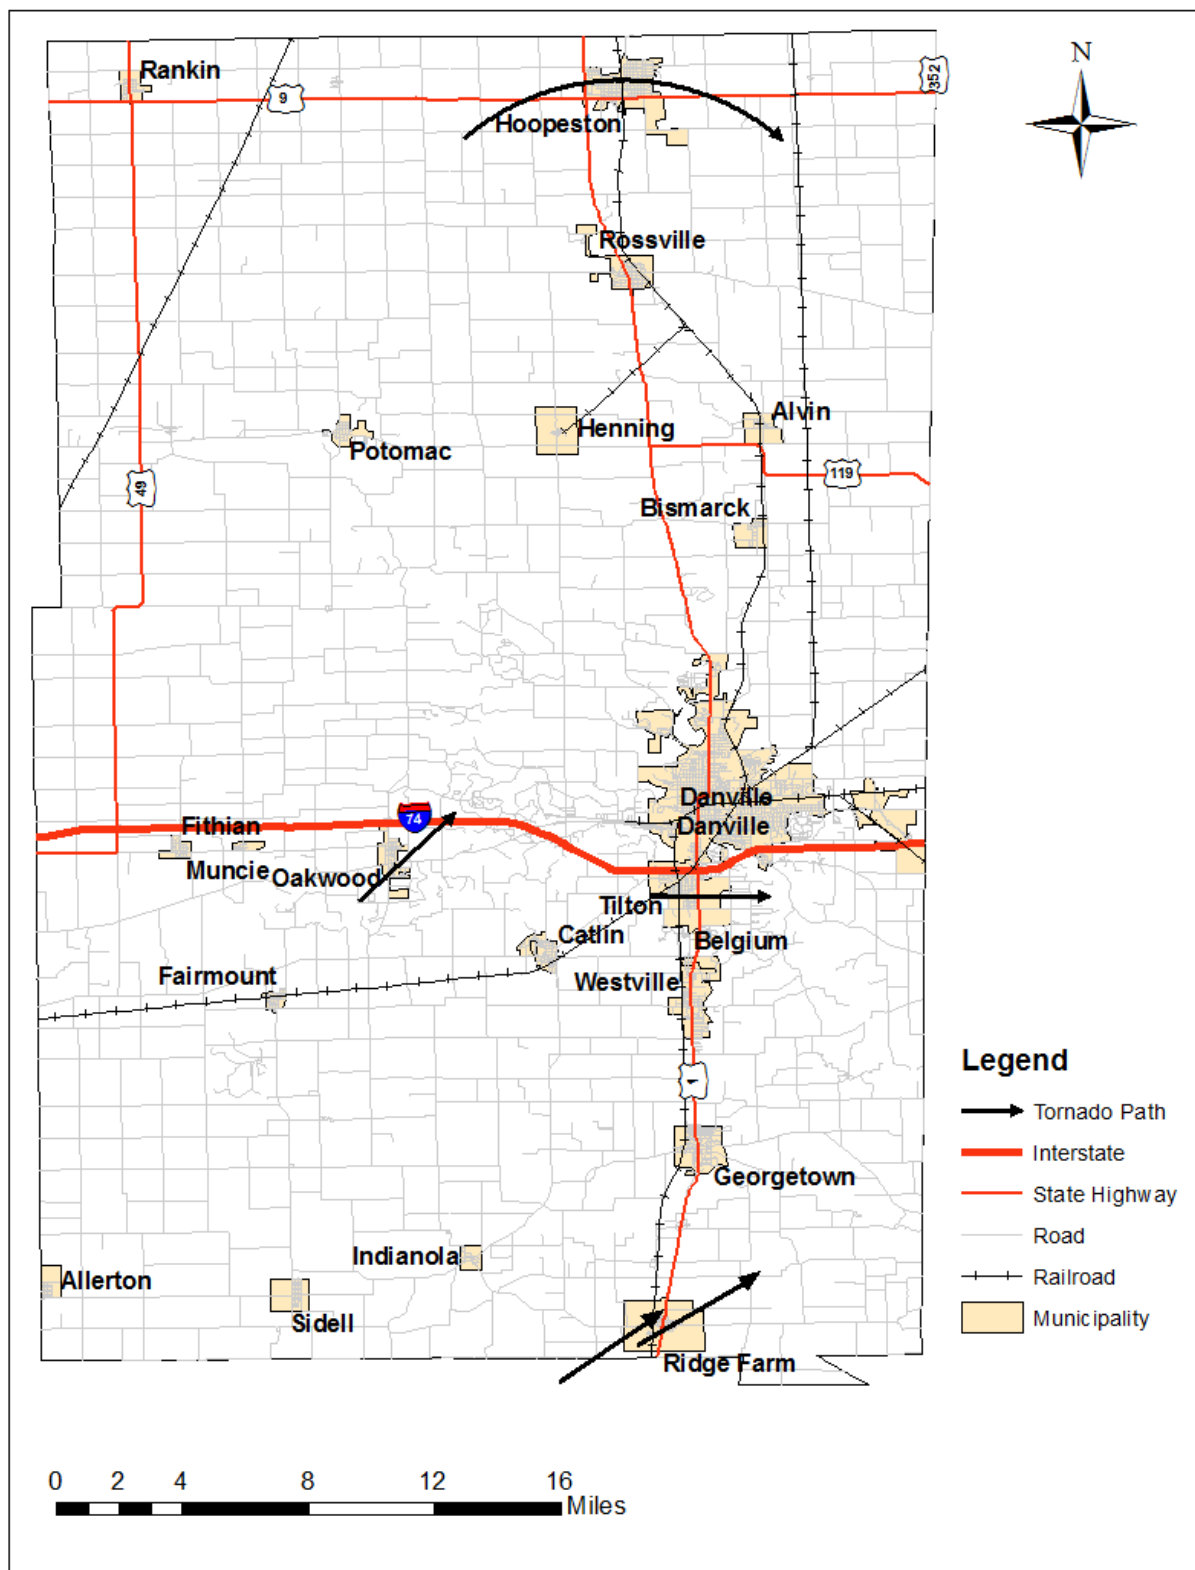 N
Rankin
9
352
Hoopeston
Rossville
Alvin
Henning
Potomac
119
49
Bismarck
Danville
Danville
74
Fithian
Muncie
Oakwood
Tilton
Catlin
Belgium
Fairmount
Westville
1
Georgetown
Indianola
Allerton
Sidell
Ridge Farm
Legend
Tornado Path
Interstate
State Highway
Road
Railroad
Municipality
0 2 4 8 12 16
Miles